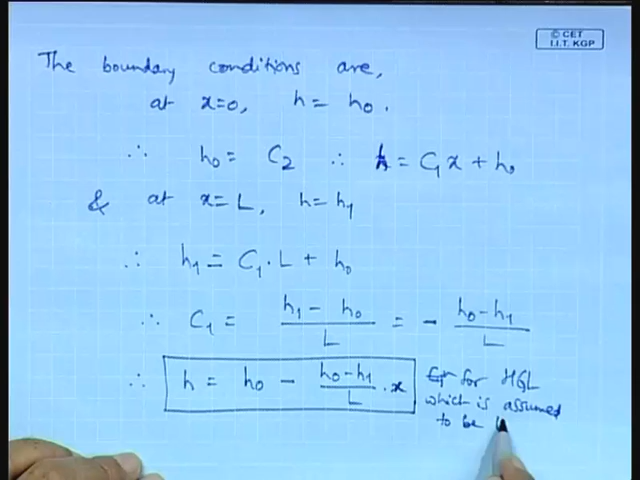 © CET
I.I.T. KGP
The boundary conditions are,
at x=0, h = h₀.
∴ h₀ = C₂ ∴ h = C₁x + h₀
& at x=L, h=h₁
∴ h₁ = C₁.L + h₀
∴ C₁ = (h₁ - h₀)/L = - (h₀-h₁)/L
∴ h = h₀ - (h₀-h₁)/L .x for HGL
which is assumed
to be